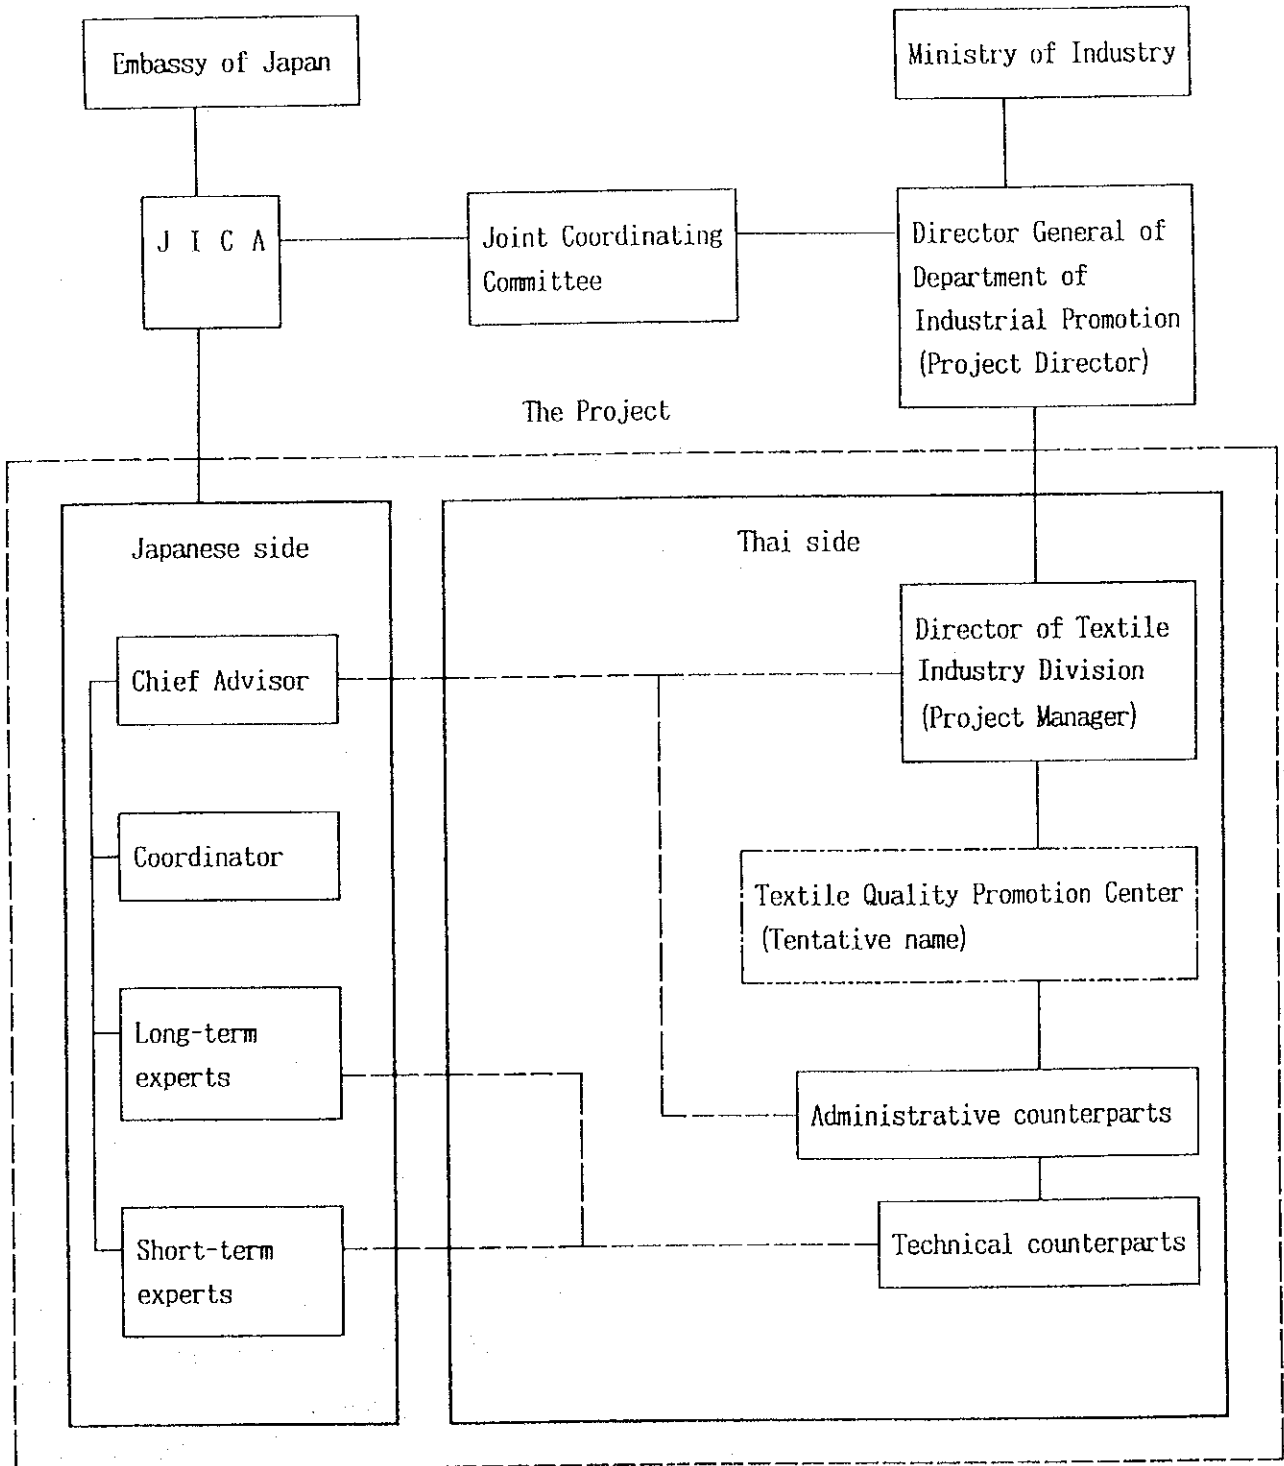 Embassy of Japan
Ministry of Industry
J I C A
Joint Coordinating
Committee
Director General of
Department of
Industrial Promotion
(Project Director)
The Project
Japanese side
Thai side
Chief Advisor
Director of Textile
Industry Division
(Project Manager)
Coordinator
Textile Quality Promotion Center
(Tentative name)
Long-term
experts
Administrative counterparts
Short-term
experts
Technical counterparts